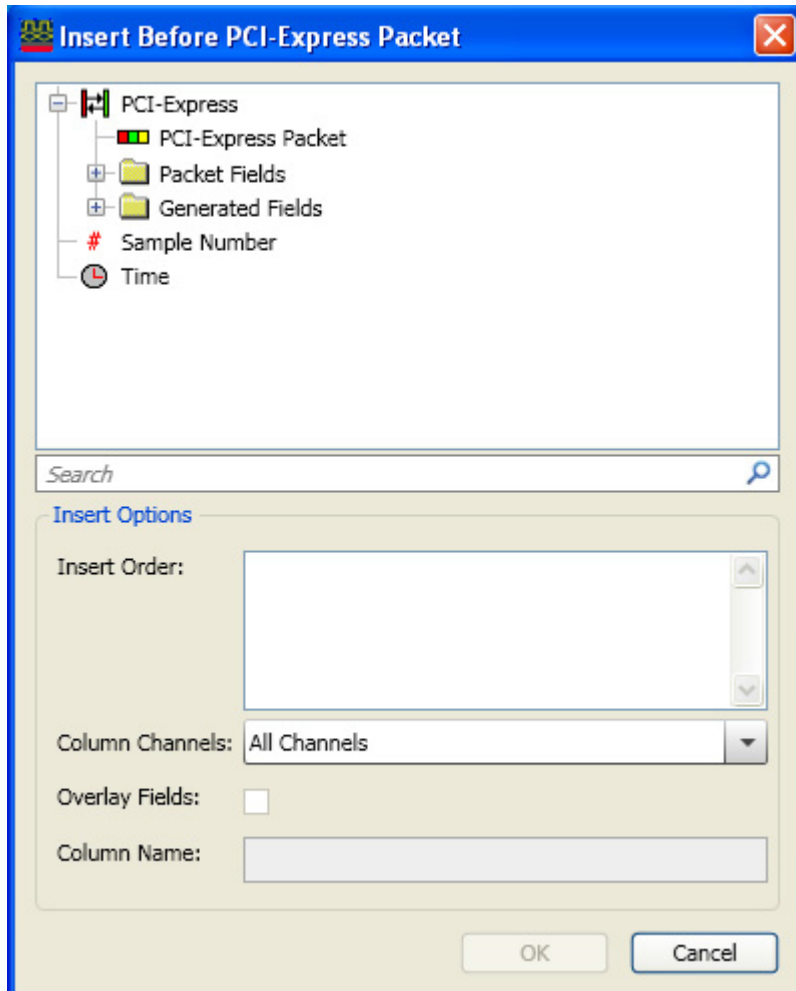 Insert Before PCI-Express Packet
PCI-Express
PCI-Express Packet
Packet Fields
Generated Fields
# Sample Number
Time
Search
Insert Options
Insert Order:
Column Channels: All Channels
Overlay Fields:
Column Name:
OK Cancel